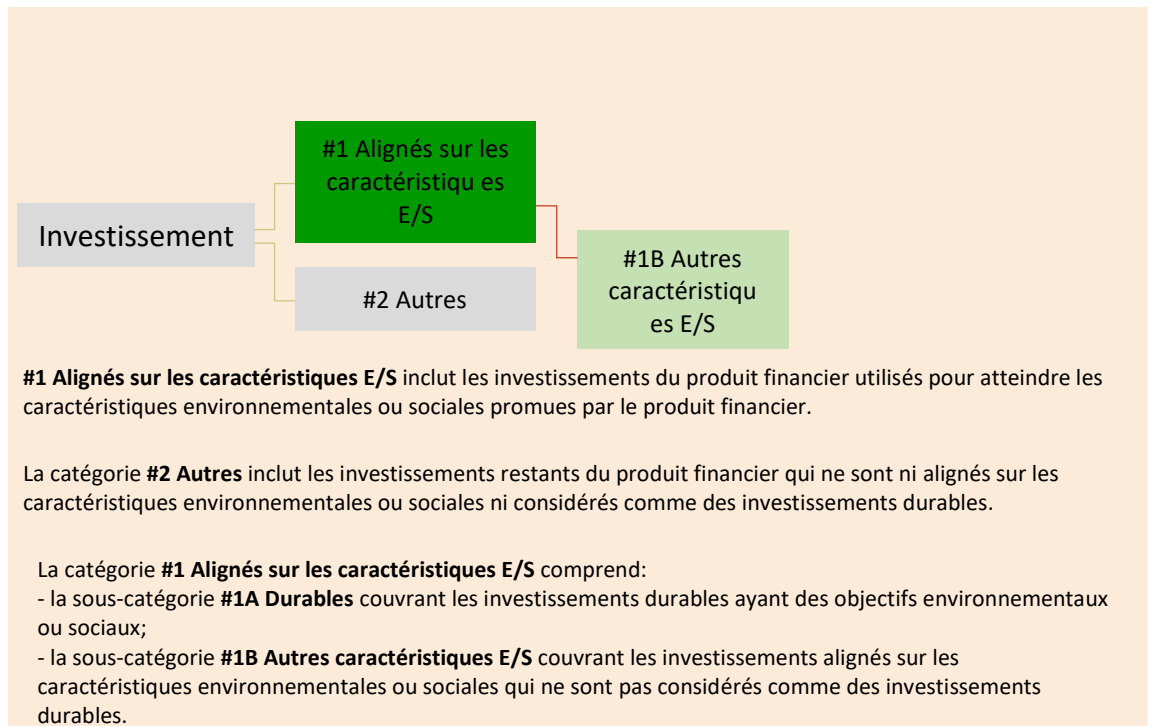 #1 Alignés sur les
caractéristiqu es
E/S
Investissement
#2 Autres
#1B Autres
caractéristiqu
es E/S
#1 Alignés sur les caractéristiques E/S inclut les investissements du produit financier utilisés pour atteindre les
caractéristiques environnementales ou sociales promues par le produit financier.
La catégorie #2 Autres inclut les investissements restants du produit financier qui ne sont ni alignés sur les
caractéristiques environnementales ou sociales ni considérés comme des investissements durables.
La catégorie #1 Alignés sur les caractéristiques E/S comprend:
- la sous-catégorie #1A Durables couvrant les investissements durables ayant des objectifs environnementaux
ou sociaux;
- la sous-catégorie #1B Autres caractéristiques E/S couvrant les investissements alignés sur les
caractéristiques environnementales ou sociales qui ne sont pas considérés comme des investissements
durables.